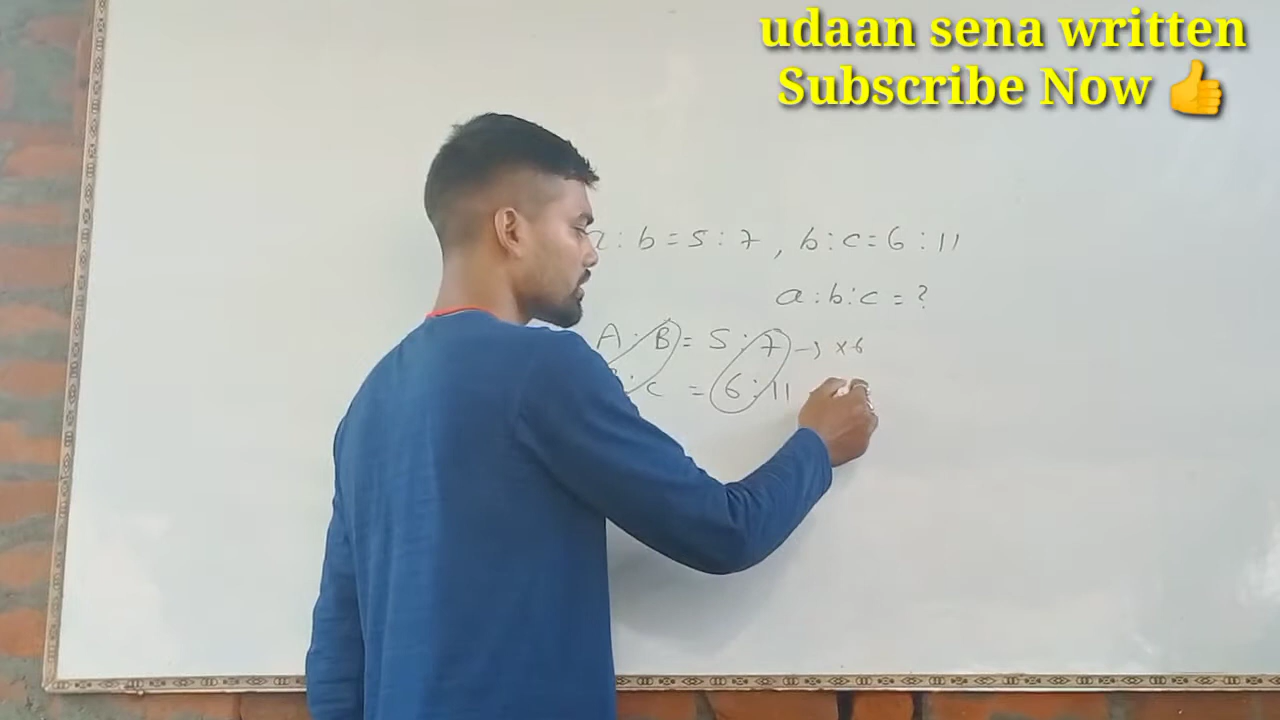 udaan sena written
Subscribe Now 👍
a : b = 5 : 7 , b : c = 6 : 11
a : b : c = ?
A : B = 5 : 7 → × 6
: c = 6 : 11